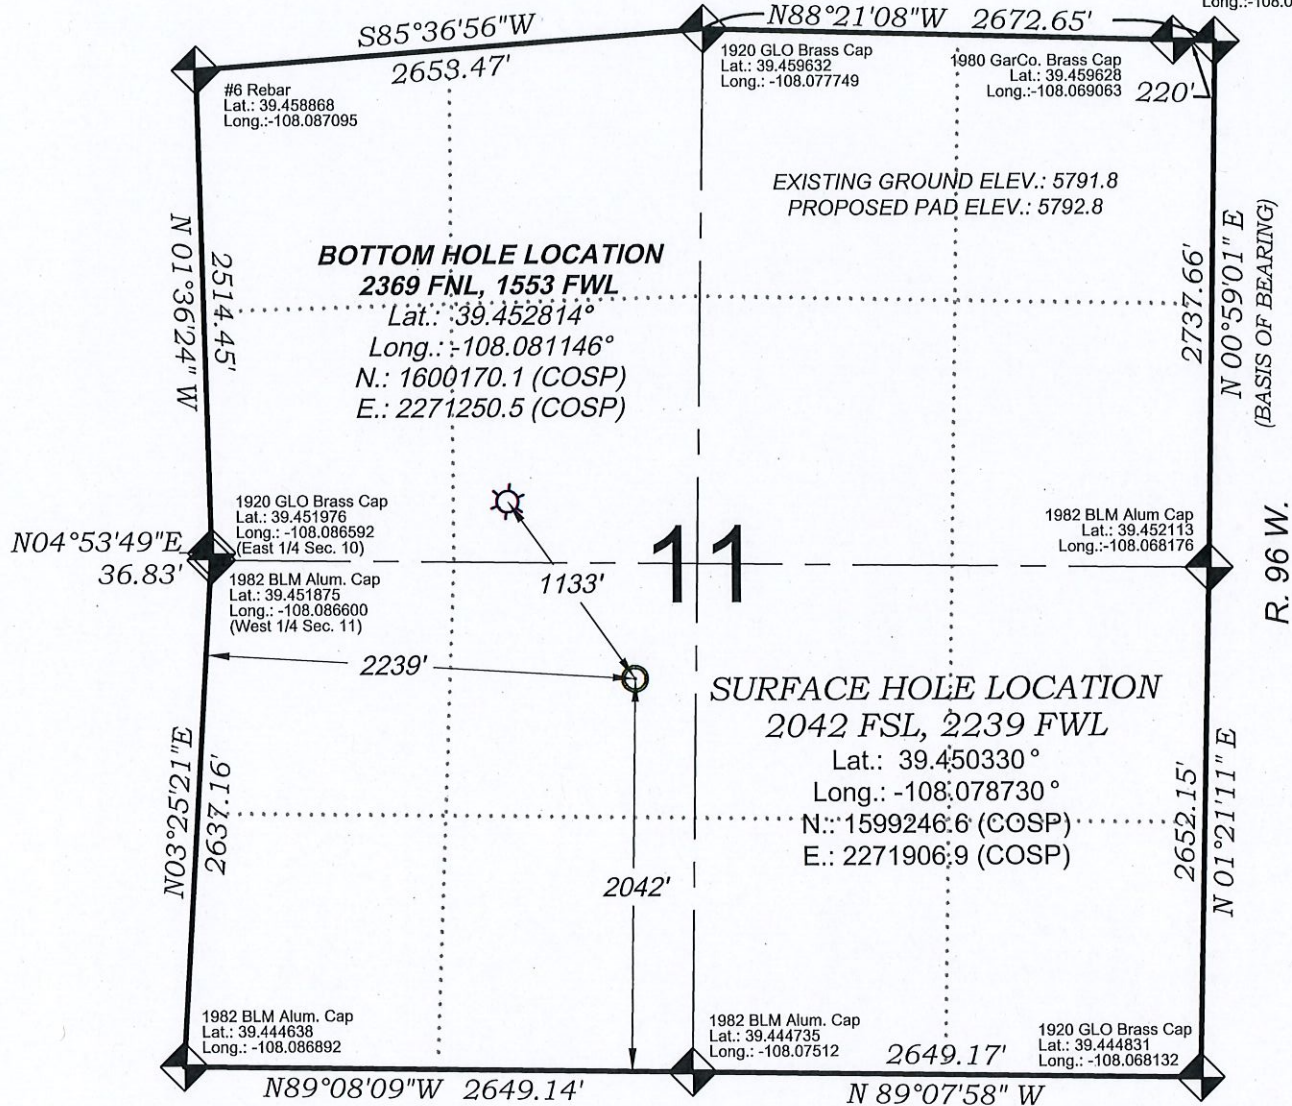 Long.:-108.0
S85°36'56"W
2653.47'
N88°21'08"W 2672.65'
#6 Rebar
Lat.: 39.458868
Long.:-108.087095
1920 GLO Brass Cap
Lat.: 39.459632
Long.: -108.077749
1980 GarCo. Brass Cap
Lat.: 39.459628
Long.:-108.069063
220'
EXISTING GROUND ELEV.: 5791.8
PROPOSED PAD ELEV.: 5792.8
N 01°36'24" W
2514.45'
BOTTOM HOLE LOCATION
2369 FNL, 1553 FWL
Lat.: 39.452814°
Long.: -108.081146°
N.: 1600170.1 (COSP)
E.: 2271250.5 (COSP)
2737.66'
N 00°59'01" E
(BASIS OF BEARING)
1920 GLO Brass Cap
Lat.: 39.451976
Long.: -108.086592
(East 1/4 Sec. 10)
N04°53'49"E
36.83'
1982 BLM Alum. Cap
Lat.: 39.451875
Long.: -108.086600
(West 1/4 Sec. 11)
1133'
11
1982 BLM Alum Cap
Lat.: 39.452113
Long.:-108.068176
R. 96 W.
2239'
SURFACE HOLE LOCATION
2042 FSL, 2239 FWL
Lat.: 39.450330°
Long.: -108.078730°
N.: 1599246.6 (COSP)
E.: 2271906.9 (COSP)
N03°25'21"E
2637.16'
2652.15'
N 01°21'11" E
2042'
1982 BLM Alum. Cap
Lat.: 39.444638
Long.: -108.086892
1982 BLM Alum. Cap
Lat.: 39.444735
Long.: -108.07512
1920 GLO Brass Cap
Lat.: 39.444831
Long.: -108.068132
2649.17'
N89°08'09"W 2649.14'
N 89°07'58" W